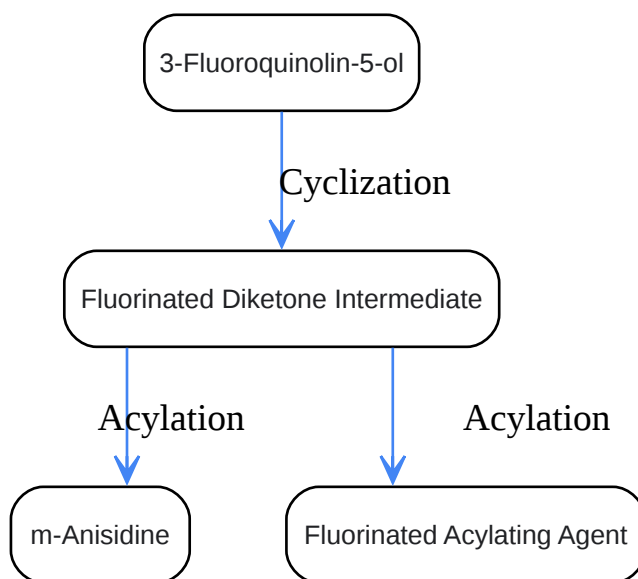 3-Fluoroquinolin-5-ol
Cyclization
Fluorinated Diketone Intermediate
Acylation
Acylation
m-Anisidine
Fluorinated Acylating Agent